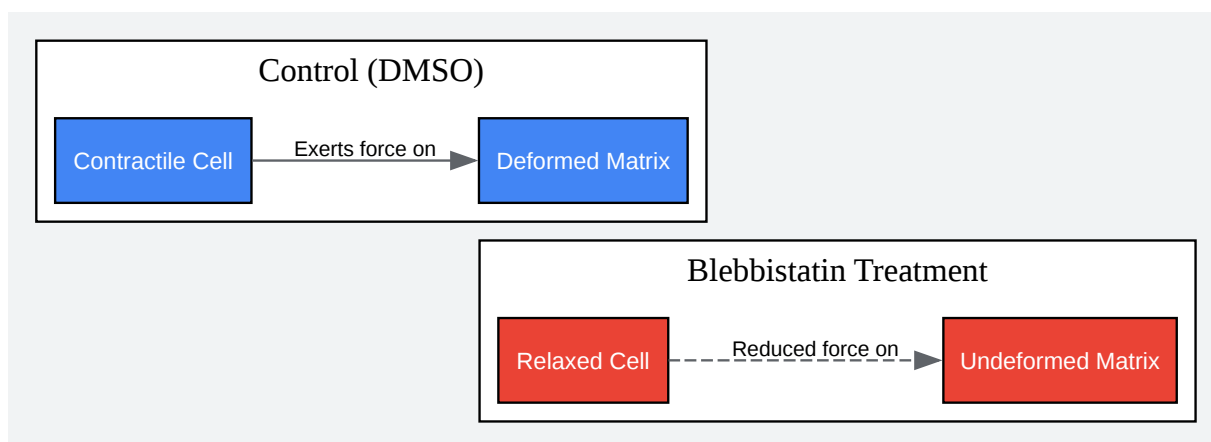 Control (DMSO)
Contractile Cell
Exerts force on
Deformed Matrix
Blebbistatin Treatment
Relaxed Cell
Reduced force on
Undeformed Matrix